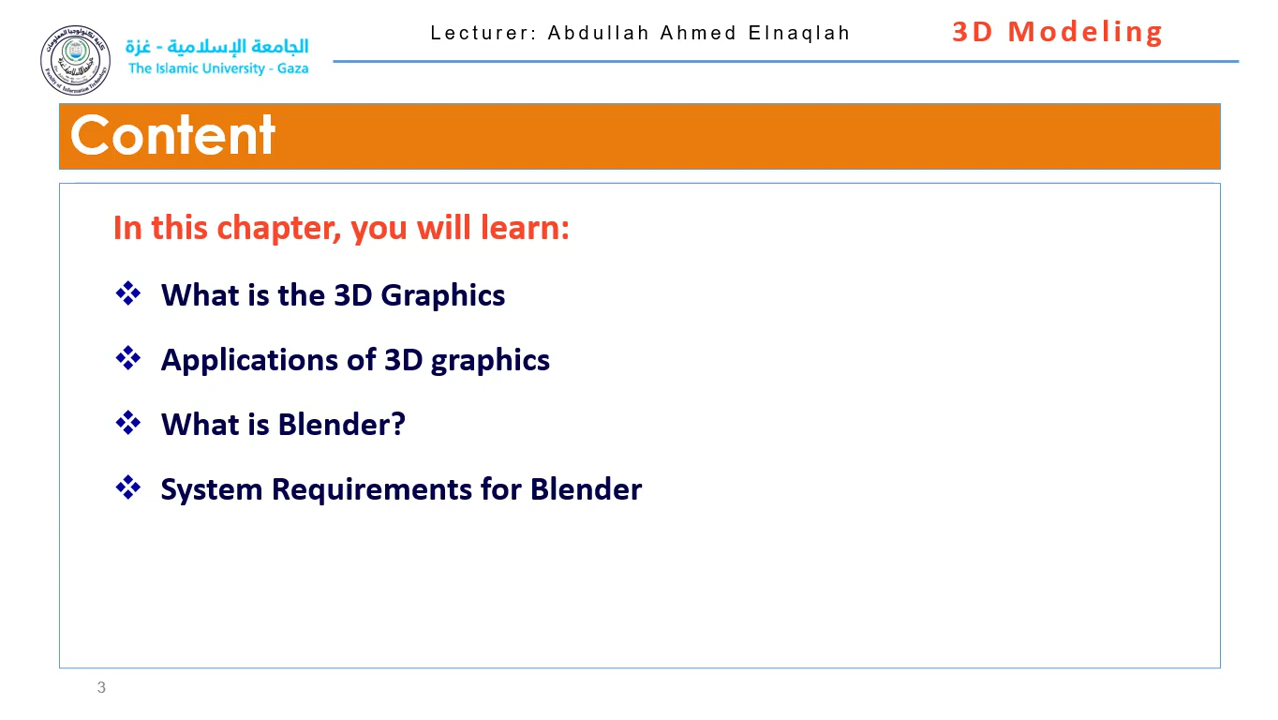 الجامعة الإسلامية - غزة
The Islamic University - Gaza
Lecturer: Abdullah Ahmed Elnaqlah
3D Modeling
Content
In this chapter, you will learn:
What is the 3D Graphics
Applications of 3D graphics
What is Blender?
System Requirements for Blender
3